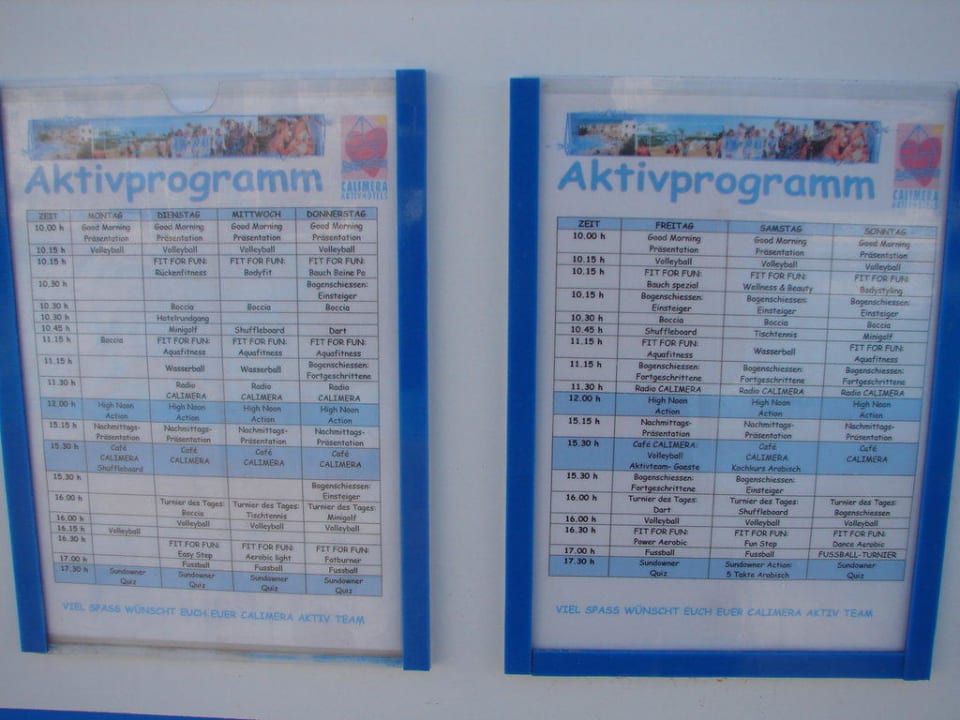 Aktivprogramm
CALIMERA
AKTIVHOTELS
ZEIT MONTAG DIENSTAG MITTWOCH DONNERSTAG
10.00 h Good Morning Good Morning Good Morning Good Morning
Präsentation Präsentation Präsentation Präsentation
10.15 h Volleyball Volleyball Volleyball Volleyball
10.15 h FIT FOR FUN: FIT FOR FUN: FIT FOR FUN:
Rückenfitness Bodyfit Bauch Beine Po
10.30 h Bogenschiessen:
Einsteiger
10.30 h Boccia Boccia Boccia
10.30 h Hotelrundgang
10.45 h Minigolf Shuffleboard Dart
11.15 h Boccia FIT FOR FUN: FIT FOR FUN: FIT FOR FUN:
Aquafitness Aquafitness Aquafitness
11.15 h Wasserball Wasserball Bogenschiessen:
Fortgeschrittene
11.30 h Radio Radio Radio
CALIMERA CALIMERA CALIMERA
12.00 h High Noon High Noon High Noon High Noon
Action Action Action Action
15.15 h Nachmittags- Nachmittags- Nachmittags- Nachmittags-
Präsentation Präsentation Präsentation Präsentation
15.30 h Café Café Café Café
CALIMERA CALIMERA CALIMERA CALIMERA
Shuffleboard
15.30 h Bogenschiessen:
Einsteiger
16.00 h Turnier des Tages: Turnier des Tages: Turnier des Tages:
Boccia Tischtennis Minigolf
16.00 h Volleyball Volleyball Volleyball
16.15 h Volleyball
16.30 h FIT FOR FUN: FIT FOR FUN: FIT FOR FUN:
Easy Step Aerobic light Fatburner
17.00 h Fussball Fussball Fussball
17.30 h Sundowner Sundowner Sundowner Sundowner
Quiz Quiz Quiz Quiz
VIEL SPASS WÜNSCHT EUCH EUER CALIMERA AKTIV TEAM
Aktivprogramm
CALIMERA
AKTIVHOTELS
ZEIT FREITAG SAMSTAG SONNTAG
10.00 h Good Morning Good Morning Good Morning
Präsentation Präsentation Präsentation
10.15 h Volleyball Volleyball Volleyball
10.15 h FIT FOR FUN: FIT FOR FUN: FIT FOR FUN:
Bauch spezial Wellness & Beauty Bodystyling
10.15 h Bogenschiessen: Bogenschiessen: Bogenschiessen:
Einsteiger Einsteiger Einsteiger
10.30 h Boccia Boccia Boccia
10.45 h Shuffleboard Tischtennis Minigolf
11.15 h FIT FOR FUN: Wasserball FIT FOR FUN:
Aquafitness Aquafitness
11.15 h Bogenschiessen: Bogenschiessen: Bogenschiessen:
Fortgeschrittene Fortgeschrittene Fortgeschrittene
11.30 h Radio CALIMERA Radio CALIMERA Radio CALIMERA
12.00 h High Noon High Noon High Noon
Action Action Action
15.15 h Nachmittags- Nachmittags- Nachmittags-
Präsentation Präsentation Präsentation
15.30 h Café CALIMERA: Café Café
Volleyball CALIMERA CALIMERA
Aktivteam- Gaeste Kochkurs Arabisch
15.30 h Bogenschiessen: Bogenschiessen:
Fortgeschrittene Einsteiger
16.00 h Turnier des Tages: Turnier des Tages: Turnier des Tages:
Dart Shuffleboard Bogenschiessen
16.00 h Volleyball Volleyball Volleyball
16.30 h FIT FOR FUN: FIT FOR FUN: FIT FOR FUN:
Power Aerobic Fun Step Dance Aerobic
17.00 h Fussball Fussball FUSSBALL-TURNIER
17.30 h Sundowner Sundowner Action: Sundowner
Quiz 5 Takte Arabisch Quiz
VIEL SPASS WÜNSCHT EUCH EUER CALIMERA AKTIV TEAM